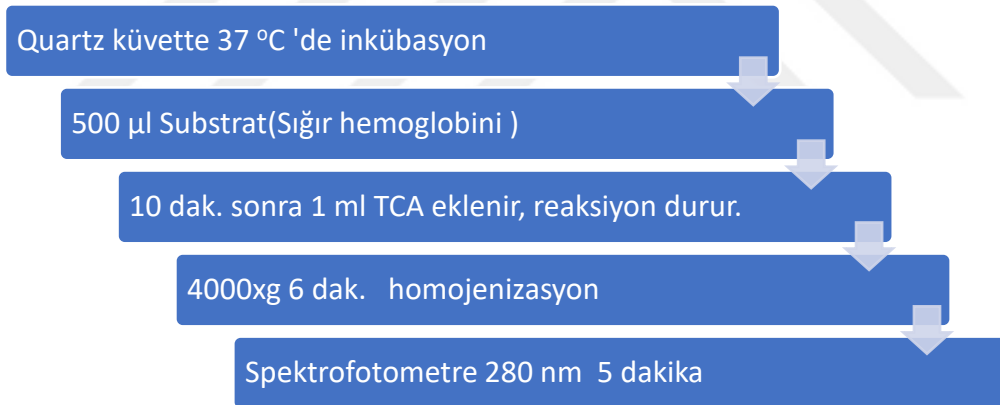 Quartz küvette 37 ⁰C 'de inkübasyon
500 µl Substrat(Sığır hemoglobini )
10 dak. sonra 1 ml TCA eklenir, reaksiyon durur.
4000xg 6 dak. homojenizasyon
Spektrofotometre 280 nm 5 dakika